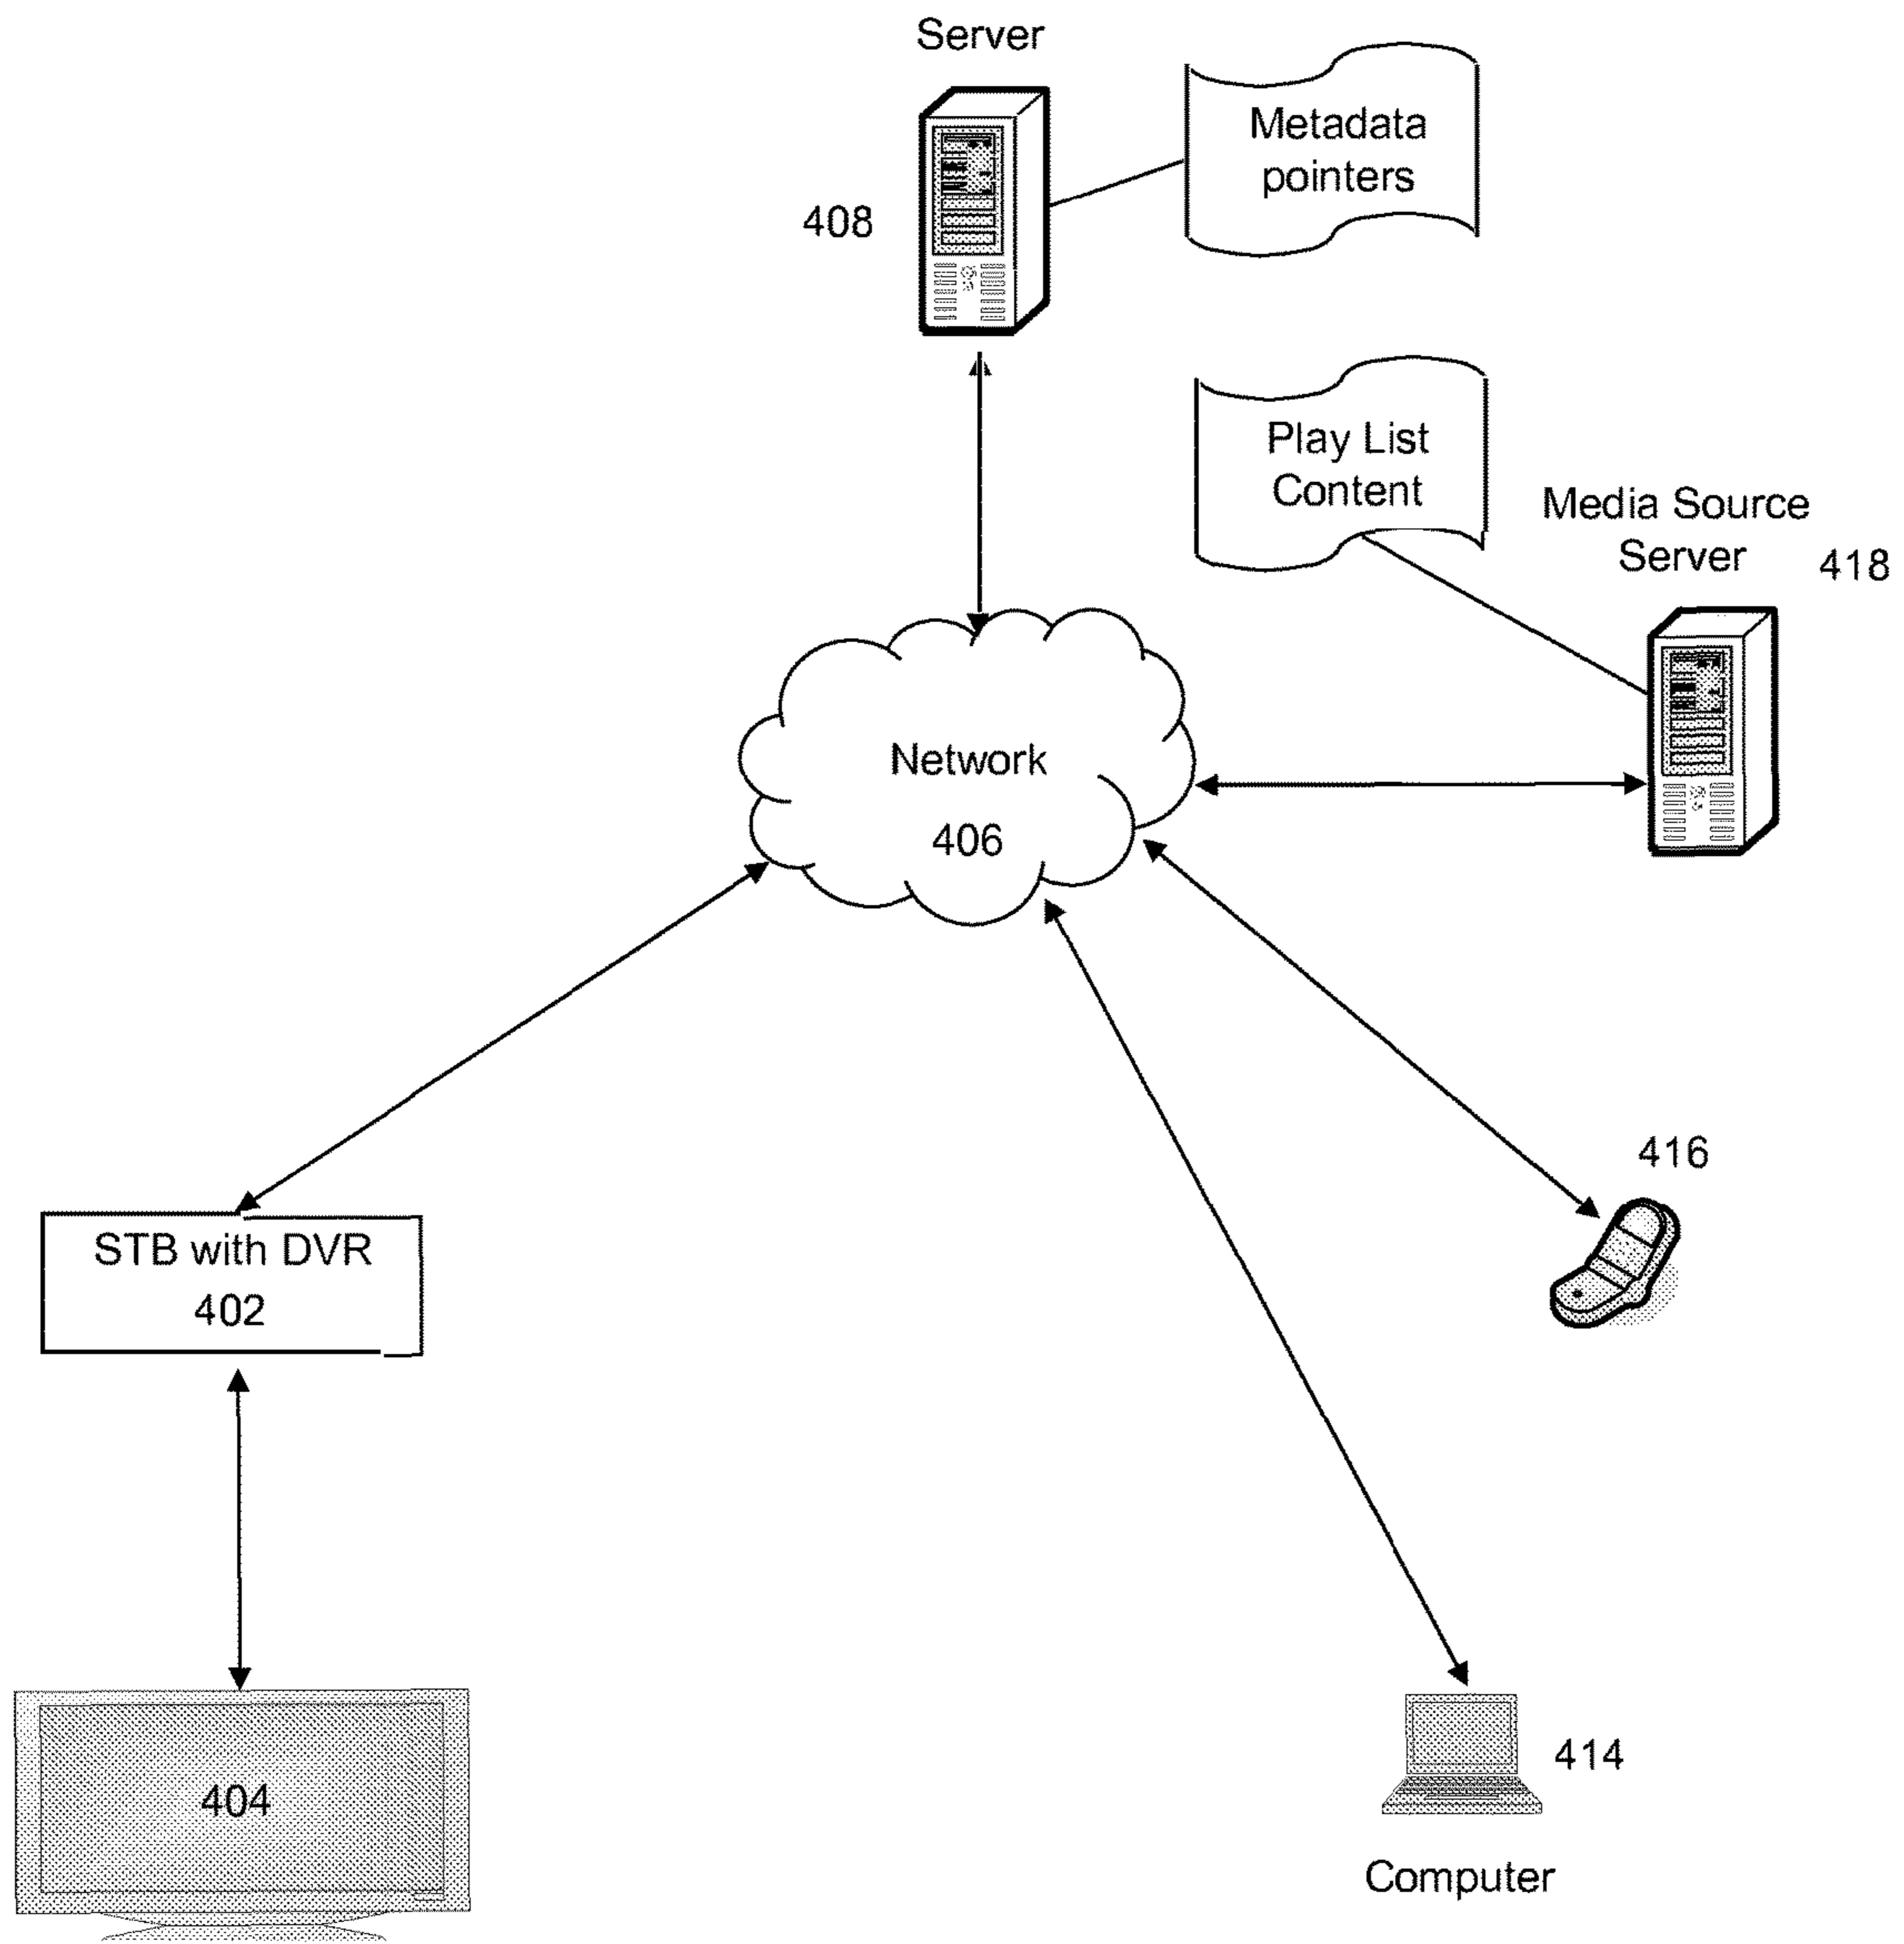 Server
Metadata
pointers
408
Play List
Content
Media Source
Server
418
Network
406
416
STB with DVR
402
404
414
Computer